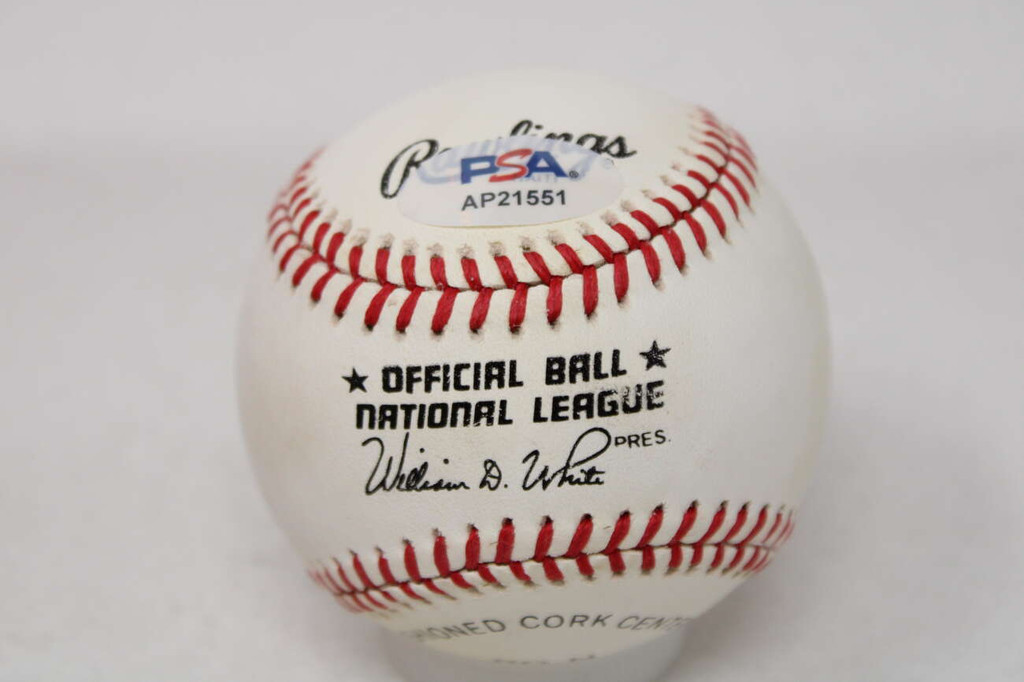 Rawlings
PSA®
AP21551
★ OFFICIAL BALL ★
NATIONAL LEAGUE
William D. White PRES.
CORK